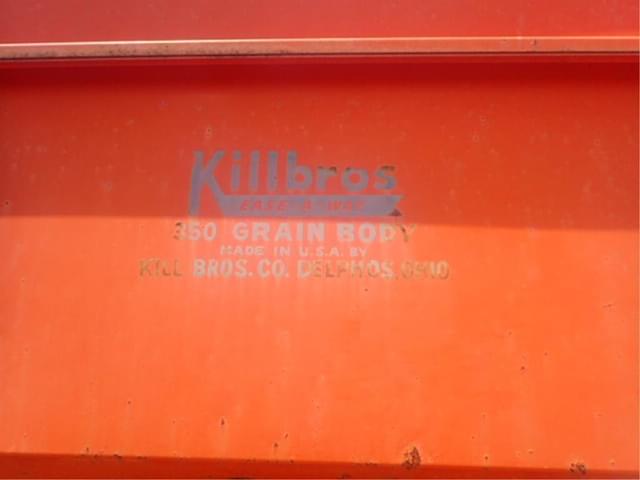 Killbros
EASE-A-WAY
350 GRAIN BODY
MADE IN U.S.A. BY
KILL BROS. CO. DELPHOS, OHIO